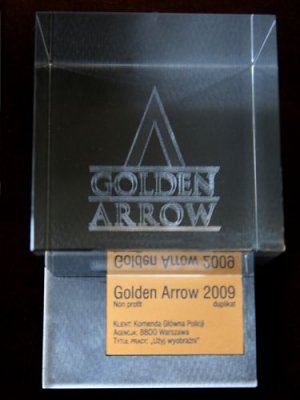 GOLDEN
ARROW
Golden Arrow 2009
Golden Arrow 2009
Non profit duplikat
KLIENT: Komenda Główna Policji
AGENCJA: 8800 Warszawa
TYTUŁ PRACY: „Użyj wyobraźni"